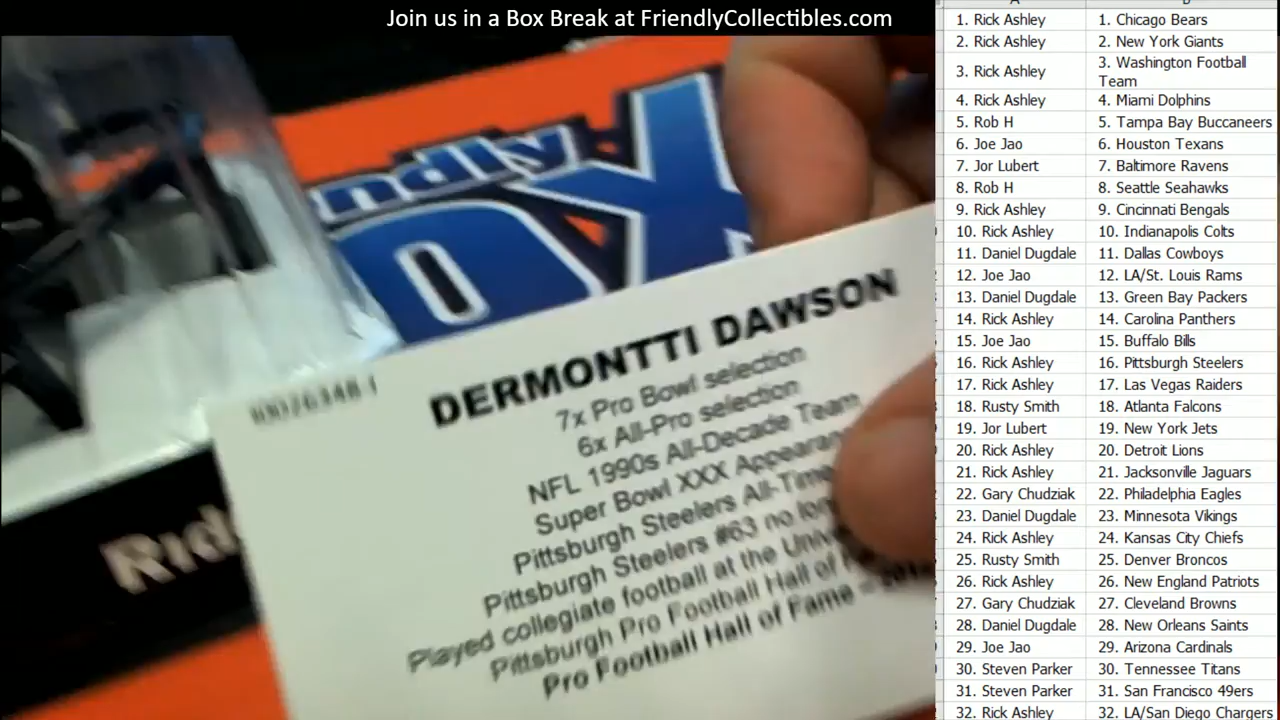 Join us in a Box Break at FriendlyCollectibles.com
ndly
OX
DERMONTTI DAWSON
7x Pro Bowl selection
6x All-Pro selection
NFL 1990s All-Decade Team
Super Bowl XXX Appearan
Pittsburgh Steelers All-Time
Pittsburgh Steelers #63 no lon
Played collegiate football at the Unive
Pittsburgh Pro Football Hall of
Pro Football Hall of Fame -
Rid
1. Rick Ashley 1. Chicago Bears
2. Rick Ashley 2. New York Giants
3. Rick Ashley 3. Washington Football
Team
4. Rick Ashley 4. Miami Dolphins
5. Rob H 5. Tampa Bay Buccaneers
6. Joe Jao 6. Houston Texans
7. Jor Lubert 7. Baltimore Ravens
8. Rob H 8. Seattle Seahawks
9. Rick Ashley 9. Cincinnati Bengals
10. Rick Ashley 10. Indianapolis Colts
11. Daniel Dugdale 11. Dallas Cowboys
12. Joe Jao 12. LA/St. Louis Rams
13. Daniel Dugdale 13. Green Bay Packers
14. Rick Ashley 14. Carolina Panthers
15. Joe Jao 15. Buffalo Bills
16. Rick Ashley 16. Pittsburgh Steelers
17. Rick Ashley 17. Las Vegas Raiders
18. Rusty Smith 18. Atlanta Falcons
19. Jor Lubert 19. New York Jets
20. Rick Ashley 20. Detroit Lions
21. Rick Ashley 21. Jacksonville Jaguars
22. Gary Chudziak 22. Philadelphia Eagles
23. Daniel Dugdale 23. Minnesota Vikings
24. Rick Ashley 24. Kansas City Chiefs
25. Rusty Smith 25. Denver Broncos
26. Rick Ashley 26. New England Patriots
27. Gary Chudziak 27. Cleveland Browns
28. Daniel Dugdale 28. New Orleans Saints
29. Joe Jao 29. Arizona Cardinals
30. Steven Parker 30. Tennessee Titans
31. Steven Parker 31. San Francisco 49ers
32. Rick Ashley 32. LA/San Diego Chargers